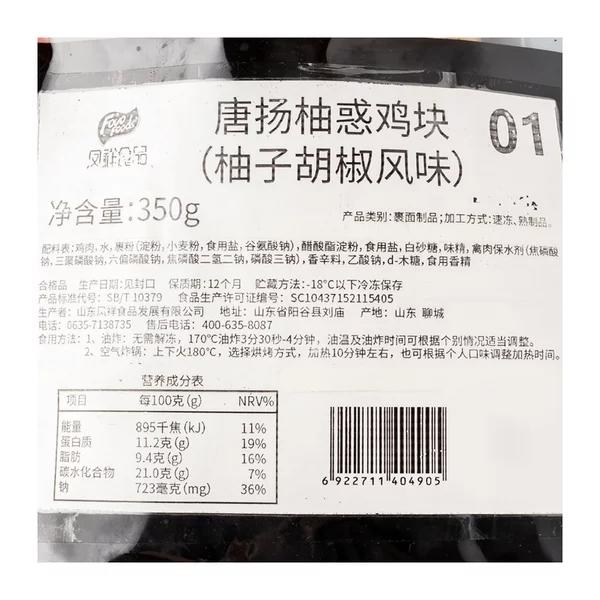 Fovo Foods
凤祥食品
唐扬柚惑鸡块
01
(柚子胡椒风味)
净含量:350g
产品类别:裹面制品;加工方式:速冻、熟制品。
配料表:鸡肉,水,裹粉(淀粉,小麦粉,食用盐,谷氨酸钠),醋酸酯淀粉,食用盐,白砂糖,味精,禽肉保水剂(焦磷酸
钠,三聚磷酸钠,六偏磷酸钠,焦磷酸二氢二钠,磷酸三钠),香辛料,乙酸钠,d-木糖,食用香精
合格品 生产日期:见封口 保质期:12个月 贮藏方法:-18℃以下冷冻保存
产品标准代号: SB/T 10379 食品生产许可证编号: SC10437152115405
生产者:山东凤祥食品发展有限公司 地址:山东省阳谷县刘庙 产地:山东 聊城
电话:0635-7138735 售后电话:400-635-8087
食用方法:1、油炸:无需解冻,170℃油炸3分30秒-4分钟,油温及油炸时间可根据个别情况适当调整。
2、空气炸锅:上下火180℃,选择烘烤方式,加热10分钟左右,也可根据个人口味调整加热时间。
营养成分表
项目 每100克(g) NRV%
能量 895千焦(kJ) 11%
蛋白质 11.2克(g) 19%
脂肪 9.4克(g) 16%
碳水化合物 21.0克(g) 7%
钠 723毫克(mg) 36%
6 922711 404905